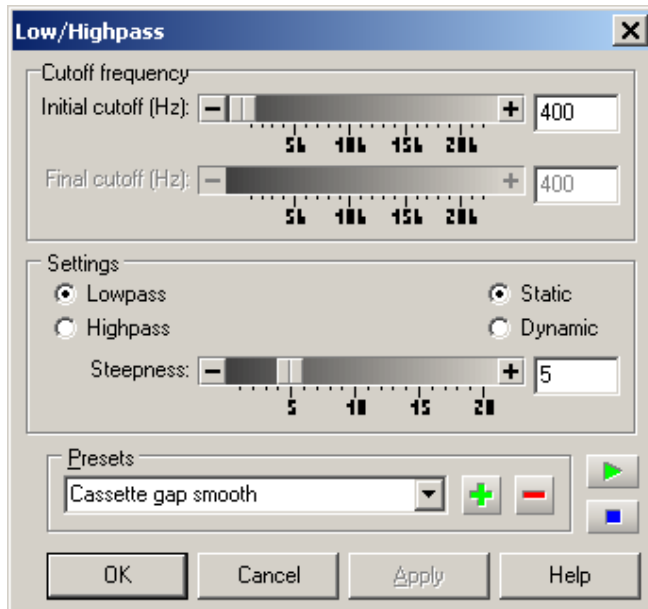 Low/Highpass
Cutoff frequency
Initial cutoff (Hz): 400
5k 10k 15k 20k
Final cutoff (Hz): 400
5k 10k 15k 20k
Settings
Lowpass Static
Highpass Dynamic
Steepness: 5
5 10 15 20
Presets
Cassette gap smooth
OK Cancel Apply Help